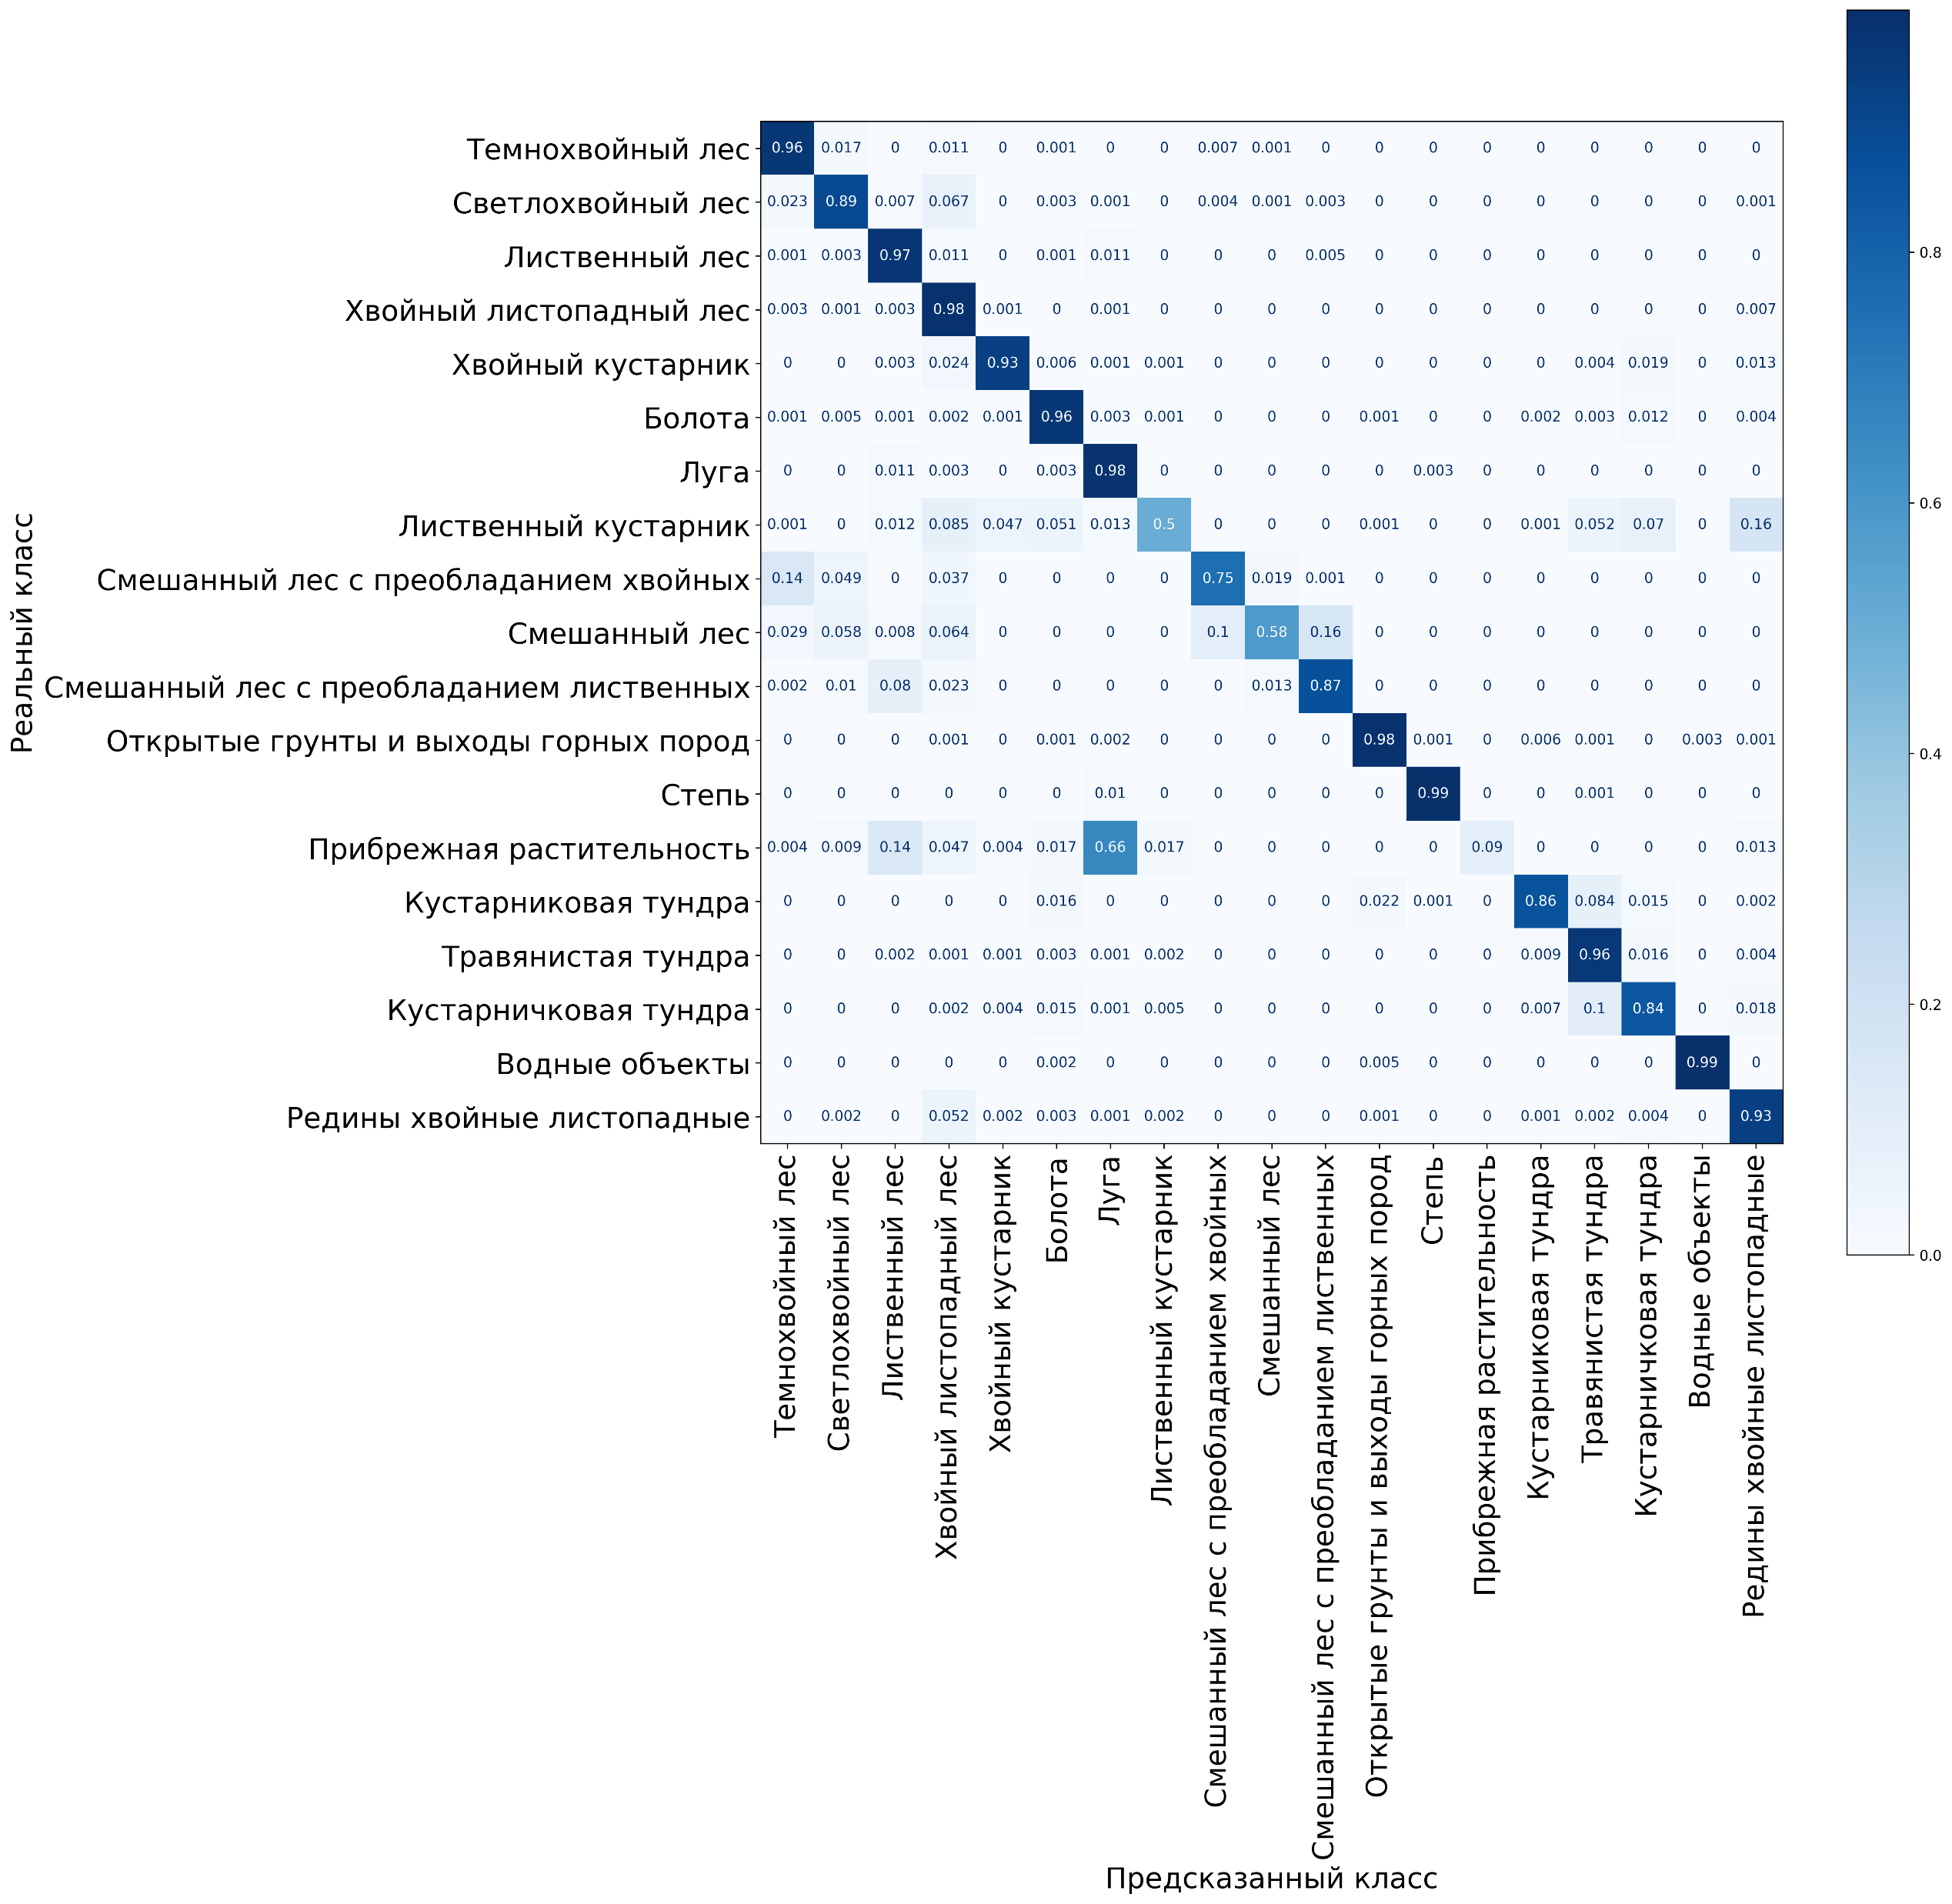 Реальный класс
Темнохвойный лес 0.96 0.017 0 0.011 0 0.001 0 0 0.007 0.001 0 0 0 0 0 0 0 0 0
Светлохвойный лес 0.023 0.89 0.007 0.067 0 0.003 0.001 0 0.004 0.001 0.003 0 0 0 0 0 0 0 0.001
Лиственный лес 0.001 0.003 0.97 0.011 0 0.001 0.011 0 0 0 0.005 0 0 0 0 0 0 0 0
Хвойный листопадный лес 0.003 0.001 0.003 0.98 0.001 0 0.001 0 0 0 0 0 0 0 0 0 0 0 0.007
Хвойный кустарник 0 0 0.003 0.024 0.93 0.006 0.001 0.001 0 0 0 0 0 0 0 0.004 0.019 0 0.013
Болота 0.001 0.005 0.001 0.002 0.001 0.96 0.003 0.001 0 0 0 0.001 0 0 0.002 0.003 0.012 0 0.004
Луга 0 0 0.011 0.003 0 0.003 0.98 0 0 0 0 0 0.003 0 0 0 0 0 0
Лиственный кустарник 0.001 0 0.012 0.085 0.047 0.051 0.013 0.5 0 0 0 0.001 0 0 0.001 0.052 0.07 0 0.16
Смешанный лес с преобладанием хвойных 0.14 0.049 0 0.037 0 0 0 0 0.75 0.019 0.001 0 0 0 0 0 0 0 0
Смешанный лес 0.029 0.058 0.008 0.064 0 0 0 0 0.1 0.58 0.16 0 0 0 0 0 0 0 0
Смешанный лес с преобладанием лиственных 0.002 0.01 0.08 0.023 0 0 0 0 0 0.013 0.87 0 0 0 0 0 0 0 0
Открытые грунты и выходы горных пород 0 0 0 0.001 0 0.001 0.002 0 0 0 0 0.98 0.001 0 0.006 0.001 0 0.003 0.001
Степь 0 0 0 0 0 0 0.01 0 0 0 0 0 0.99 0 0 0.001 0 0 0
Прибрежная растительность 0.004 0.009 0.14 0.047 0.004 0.017 0.66 0.017 0 0 0 0 0 0.09 0 0 0 0 0.013
Кустарниковая тундра 0 0 0 0 0 0.016 0 0 0 0 0 0.022 0.001 0 0.86 0.084 0.015 0 0.002
Травянистая тундра 0 0 0.002 0.001 0.001 0.003 0.001 0.002 0 0 0 0 0 0 0.009 0.96 0.016 0 0.004
Кустарничковая тундра 0 0 0 0.002 0.004 0.015 0.001 0.005 0 0 0 0 0 0 0.007 0.1 0.84 0 0.018
Водные объекты 0 0 0 0 0 0.002 0 0 0 0 0 0.005 0 0 0 0 0 0.99 0
Редины хвойные листопадные 0 0.002 0 0.052 0.002 0.003 0.001 0.002 0 0 0 0.001 0 0 0.001 0.002 0.004 0 0.93
Темнохвойный лес
Светлохвойный лес
Лиственный лес
Хвойный листопадный лес
Хвойный кустарник
Болота
Луга
Лиственный кустарник
Смешанный лес с преобладанием хвойных
Смешанный лес
Смешанный лес с преобладанием лиственных
Открытые грунты и выходы горных пород
Степь
Прибрежная растительность
Кустарниковая тундра
Травянистая тундра
Кустарничковая тундра
Водные объекты
Редины хвойные листопадные
Предсказанный класс
0.8
0.6
0.4
0.2
0.0